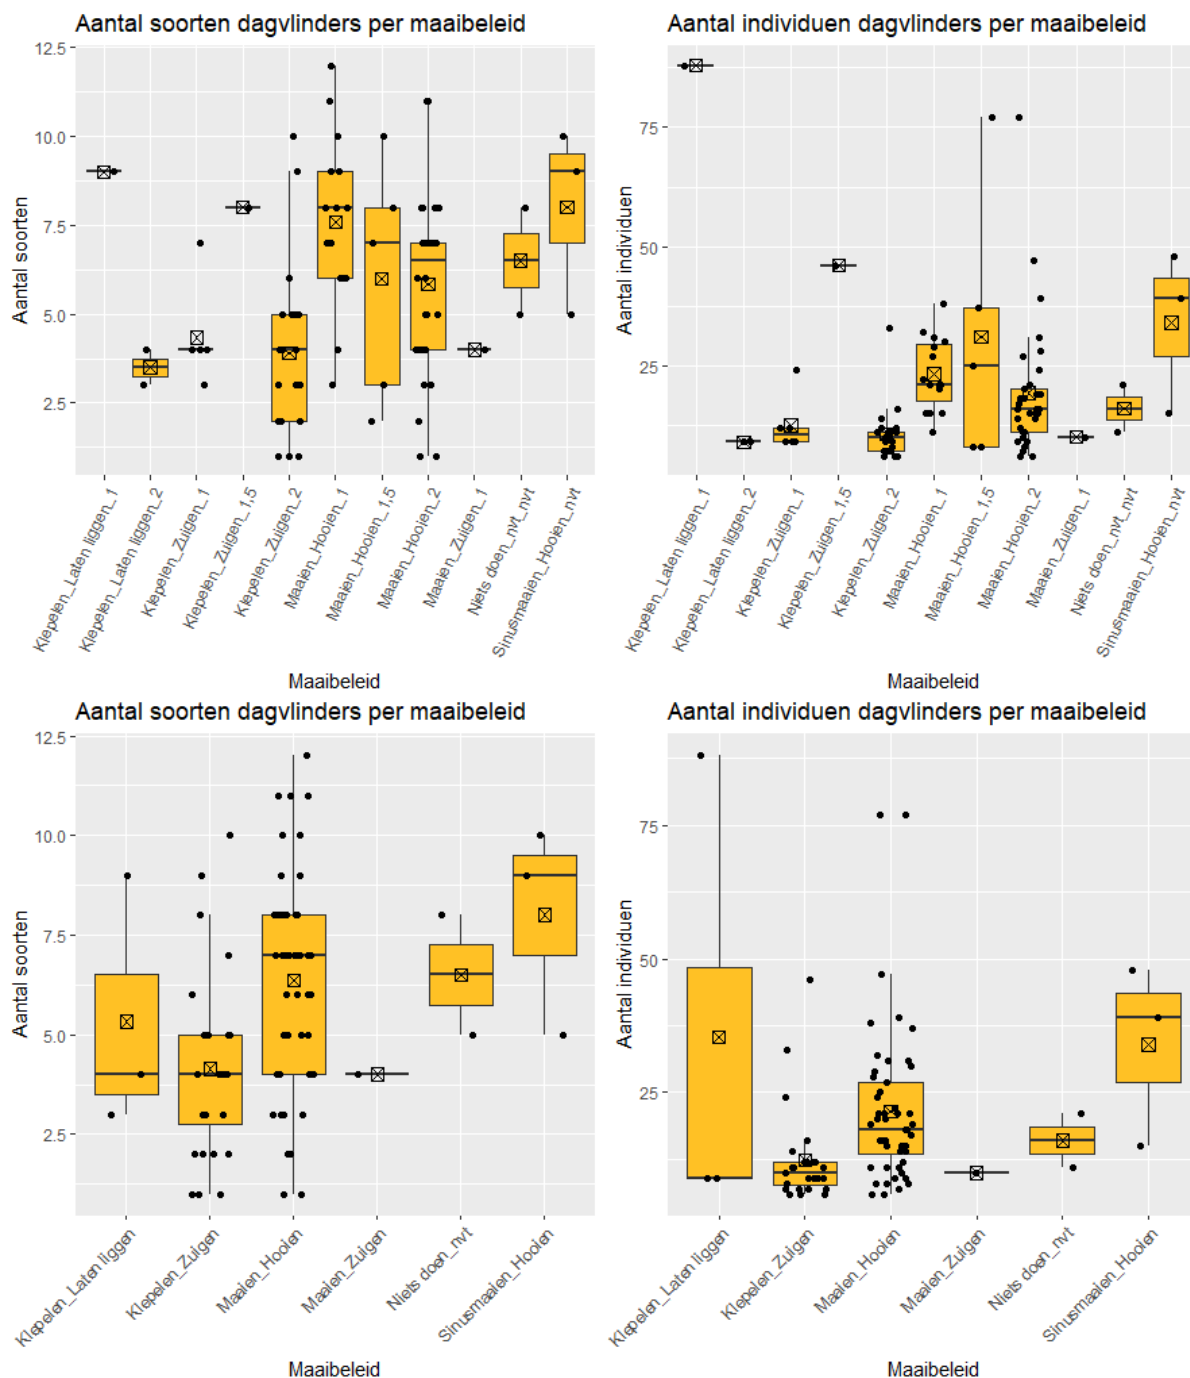 Aantal soorten dagvlinders per maaibeleid
12.5
10.0
7.5
5.0
2.5
Aantal soorten
Klepelen_Laten liggen_1
Klepelen_Laten liggen_2
Klepelen_Zuigen_1
Klepelen_Zuigen_1,5
Klepelen_Zuigen_2
Maaien_Hooien_1
Maaien_Hooien_1,5
Maaien_Hooien_2
Maaien_Zuigen_1
Niets doen_nvt_nvt
Sinusmaaien_Hooien_nvt
Maaibeleid
Aantal individuen dagvlinders per maaibeleid
75
50
25
Aantal individuen
Klepelen_Laten liggen_1
Klepelen_Laten liggen_2
Klepelen_Zuigen_1
Klepelen_Zuigen_1,5
Klepelen_Zuigen_2
Maaien_Hooien_1
Maaien_Hooien_1,5
Maaien_Hooien_2
Maaien_Zuigen_1
Niets doen_nvt_nvt
Sinusmaaien_Hooien_nvt
Maaibeleid
Aantal soorten dagvlinders per maaibeleid
12.5
10.0
7.5
5.0
2.5
Aantal soorten
Klepelen_Laten liggen
Klepelen_Zuigen
Maaien_Hooien
Maaien_Zuigen
Niets doen_nvt
Sinusmaaien_Hooien
Maaibeleid
Aantal individuen dagvlinders per maaibeleid
75
50
25
Aantal individuen
Klepelen_Laten liggen
Klepelen_Zuigen
Maaien_Hooien
Maaien_Zuigen
Niets doen_nvt
Sinusmaaien_Hooien
Maaibeleid